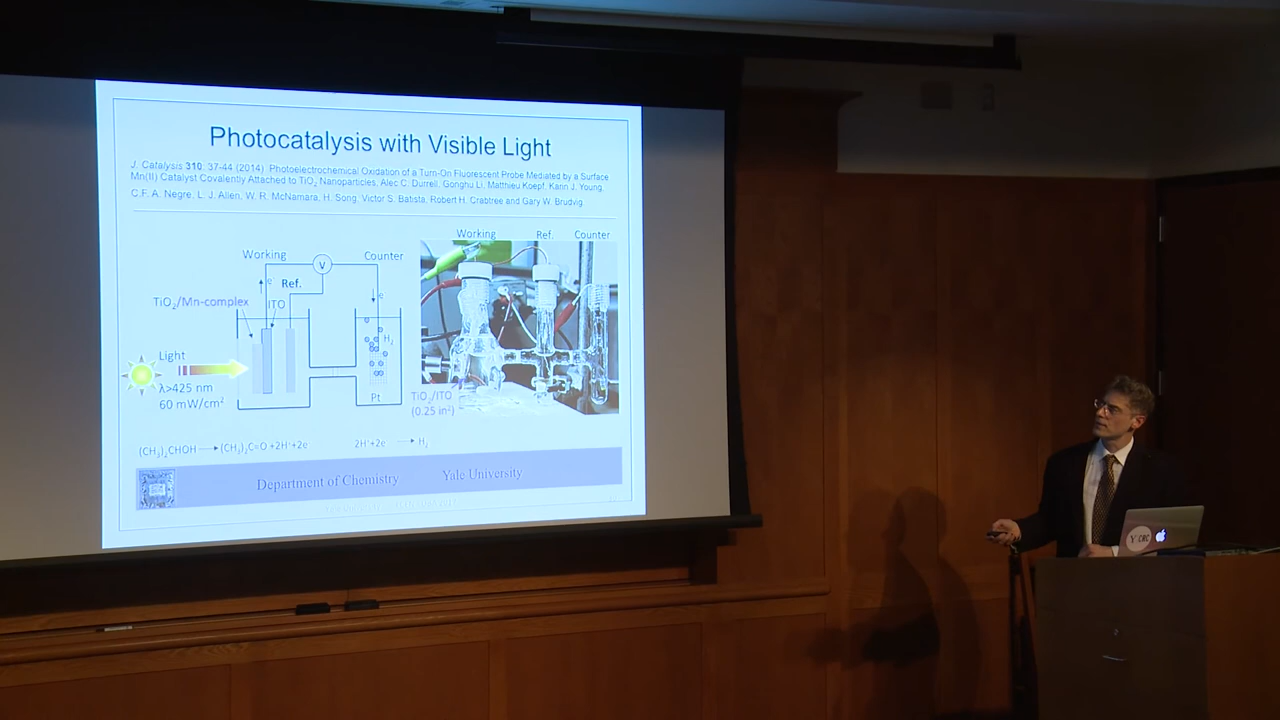 Photocatalysis with Visible Light
J. Catalysis 310: 37-44 (2014) Photoelectrochemical Oxidation of a Turn-On Fluorescent Probe Mediated by a Surface
Mn(II) Catalyst Covalently Attached to TiO₂ Nanoparticles, Alec C. Durrell, Gonghu Li, Matthieu Koepf, Karin J. Young,
C.F. A. Negre, L. J. Allen, W. R. McNamara, H. Song, Victor S. Batista, Robert H. Crabtree and Gary W. Brudvig
Working Ref. Counter
Working V Counter
e⁻ Ref. e⁻
TiO₂/Mn-complex ITO
H₂
Light
λ>425 nm
60 mW/cm²
Pt
TiO₂/ITO
(0.25 in²)
(CH₃)₂CHOH → (CH₃)₂C=O +2H⁺+2e⁻
2H⁺+2e⁻ → H₂
Department of Chemistry Yale University